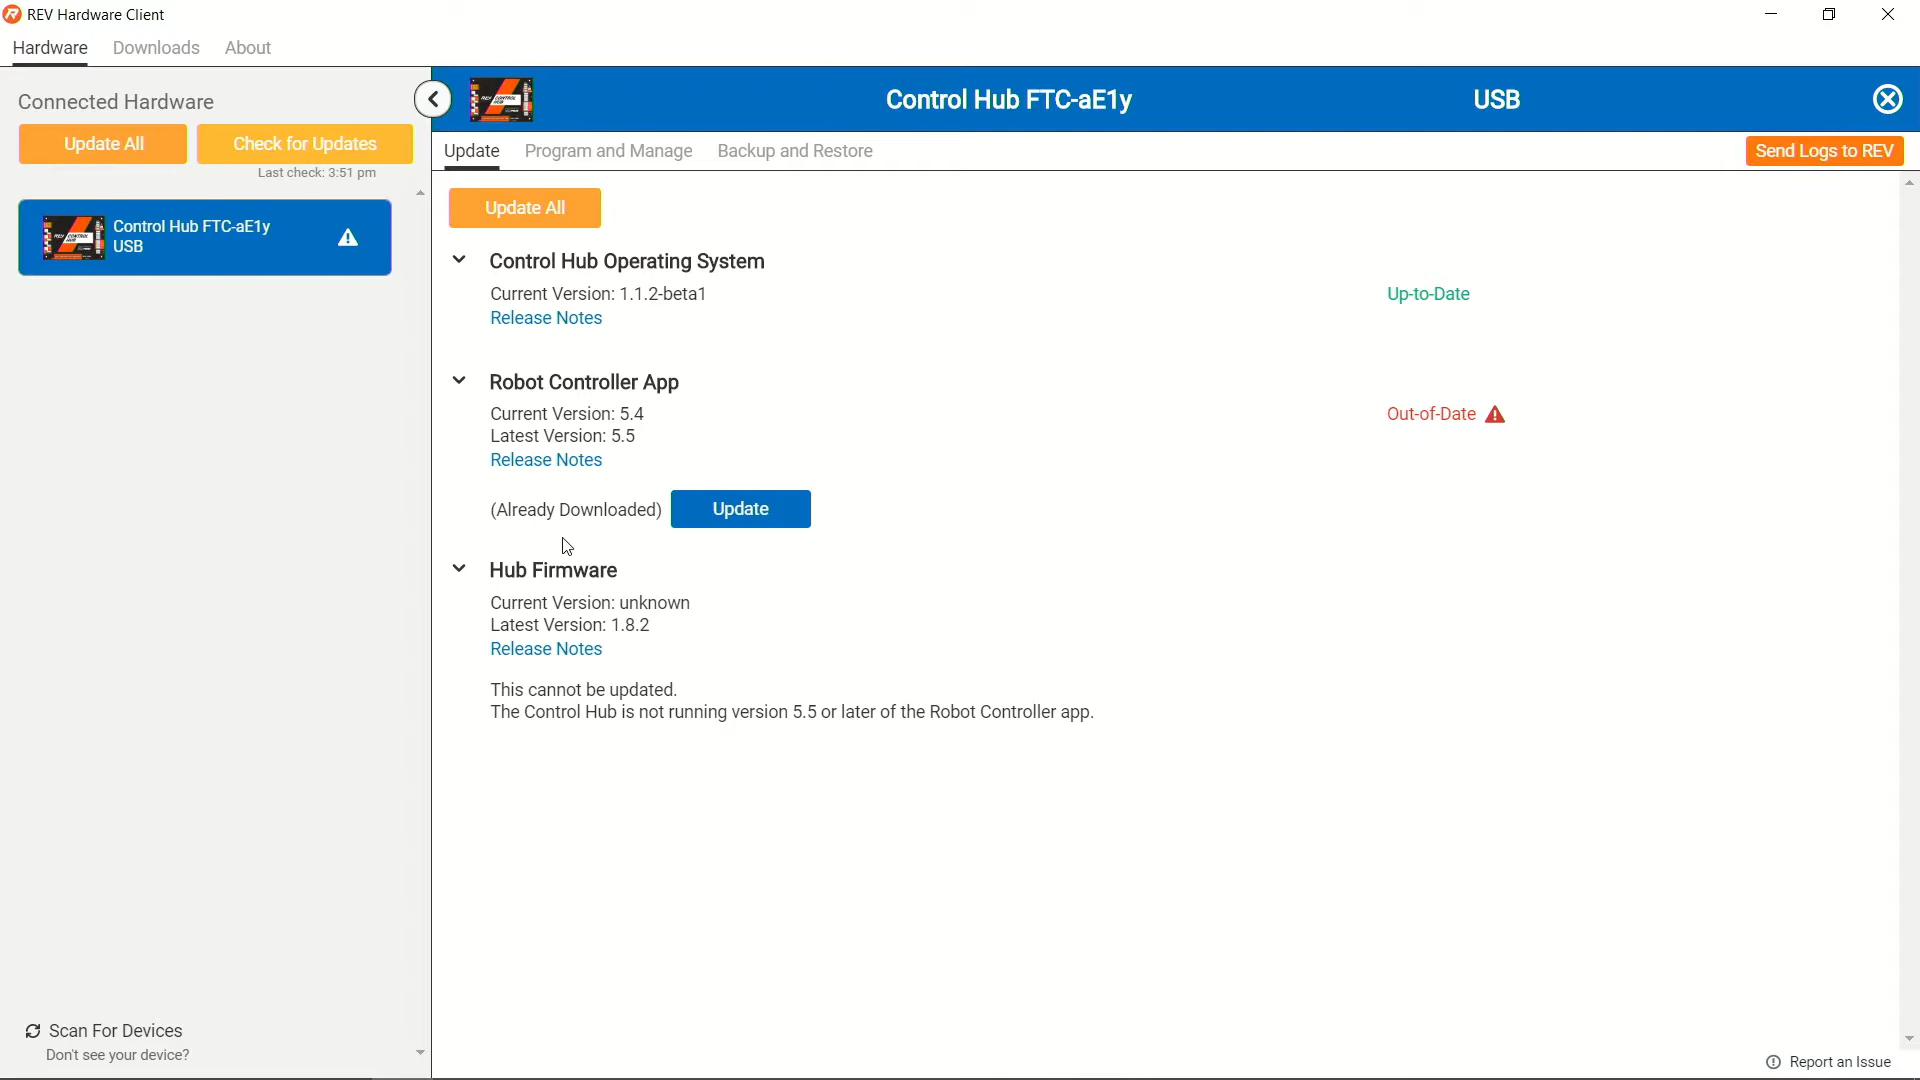 REV Hardware Client
Hardware Downloads About
Connected Hardware
Update All Check for Updates
Last check: 3:51 pm
Control Hub FTC-aE1y
USB
Scan For Devices
Don't see your device?
Control Hub FTC-aE1y USB
Update Program and Manage Backup and Restore Send Logs to REV
Update All
Control Hub Operating System
Current Version: 1.1.2-beta1 Up-to-Date
Release Notes
Robot Controller App
Current Version: 5.4 Out-of-Date
Latest Version: 5.5
Release Notes
(Already Downloaded) Update
Hub Firmware
Current Version: unknown
Latest Version: 1.8.2
Release Notes
This cannot be updated.
The Control Hub is not running version 5.5 or later of the Robot Controller app.
Report an Issue